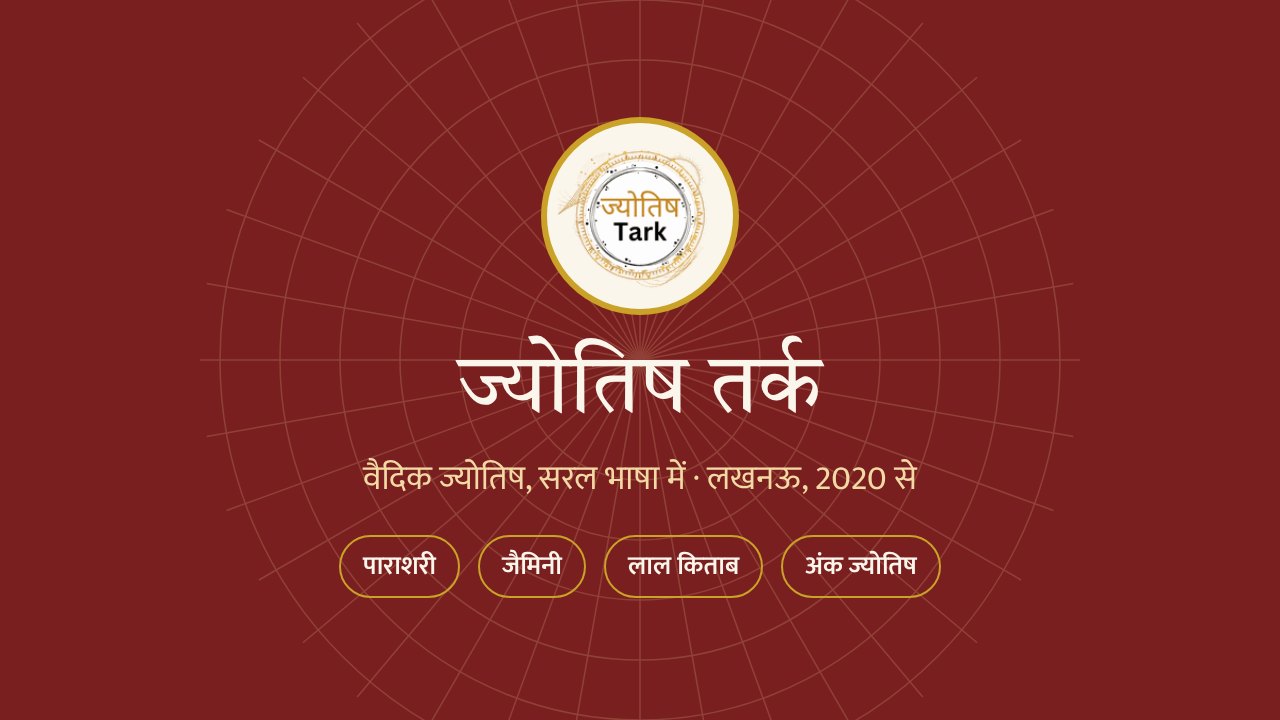 ज्योतिष
Tark
ज्योतिष तर्क
वैदिक ज्योतिष, सरल भाषा में · लखनऊ, 2020 से
पाराशरी जैमिनी लाल किताब अंक ज्योतिष